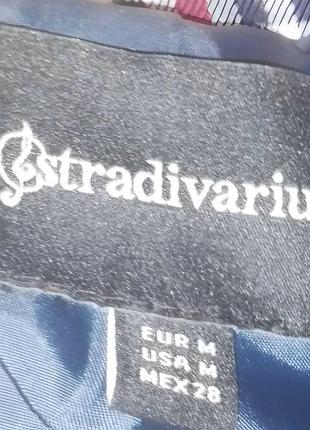 stradivariu
EUR M
USA M
MEX 28